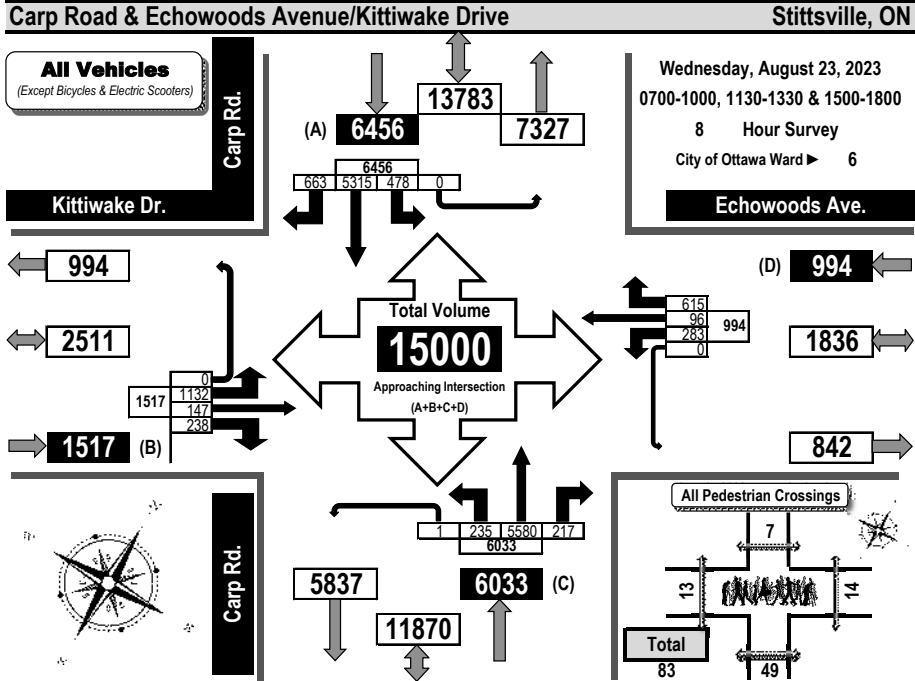 Carp Road & Echowoods Avenue/Kittiwake Drive Stittsville, ON
All Vehicles
(Except Bicycles & Electric Scooters)
Carp Rd.
Kittiwake Dr.
13783
(A) 6456 7327
6456
663 5315 478 0
Wednesday, August 23, 2023
0700-1000, 1130-1330 & 1500-1800
8 Hour Survey
City of Ottawa Ward ► 6
Echowoods Ave.
994
2511
1517 (B)
0
1132
147
238
1517
Total Volume
15000
Approaching Intersection
(A+B+C+D)
615
96
283
0
994
(D) 994
1836
842
Carp Rd.
1 235 5580 217
6033
5837 6033 (C)
11870
All Pedestrian Crossings
7
13
14
Total
83
49